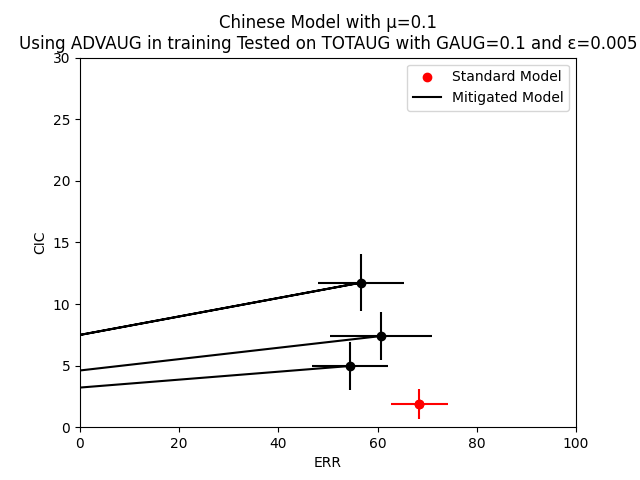 Chinese Model with μ=0.1
Using ADVAUG in training Tested on TOTAUG with GAUG=0.1 and ε=0.005
Standard Model
Mitigated Model
30
25
20
15
10
5
0
CIC
0 20 40 60 80 100
ERR